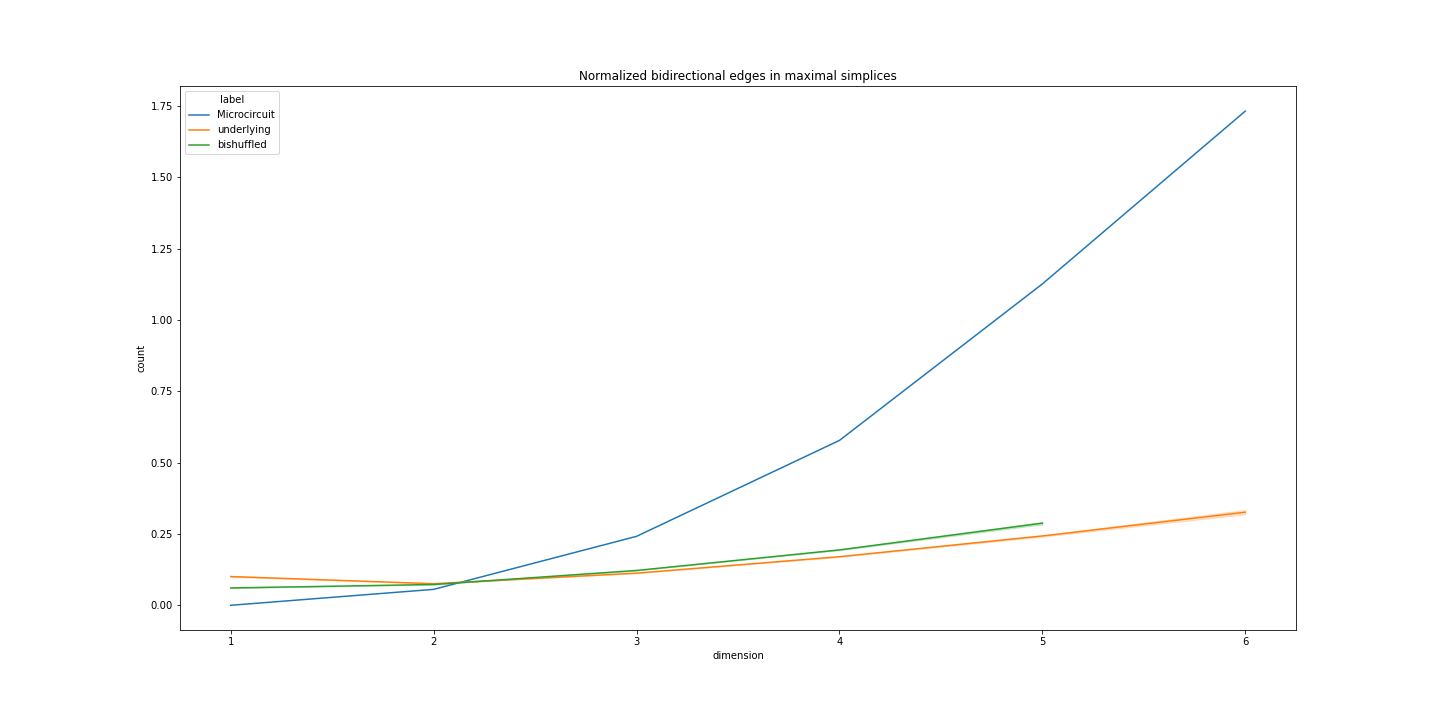 Normalized bidirectional edges in maximal simplices
label
Microcircuit
underlying
bishuffled
1.75
1.50
1.25
1.00
0.75
0.50
0.25
0.00
count
1 2 3 4 5 6
dimension